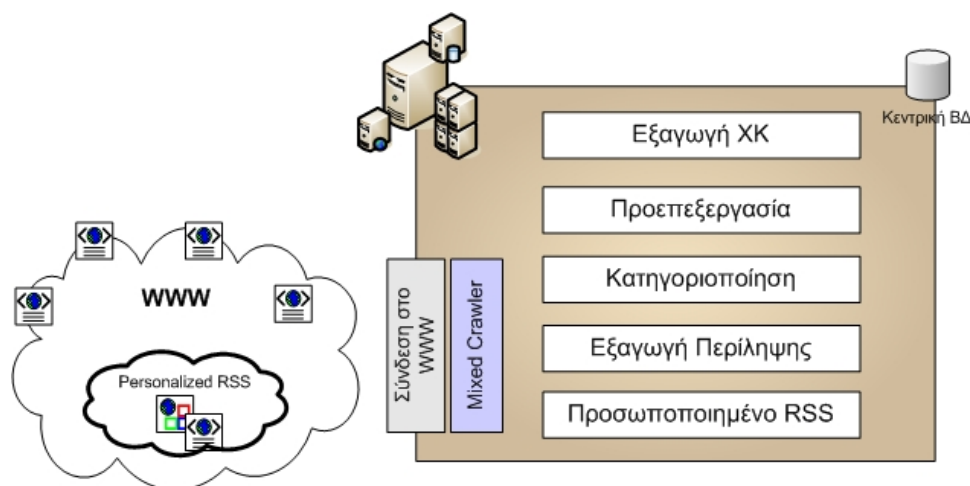 Κεντρική ΒΔ
Εξαγωγή ΧΚ
Προεπεξεργασία
Κατηγοριοποίηση
Εξαγωγή Περίληψης
Προσωποποιημένο RSS
Σύνδεση στο
WWW
Mixed Crawler
WWW
Personalized RSS